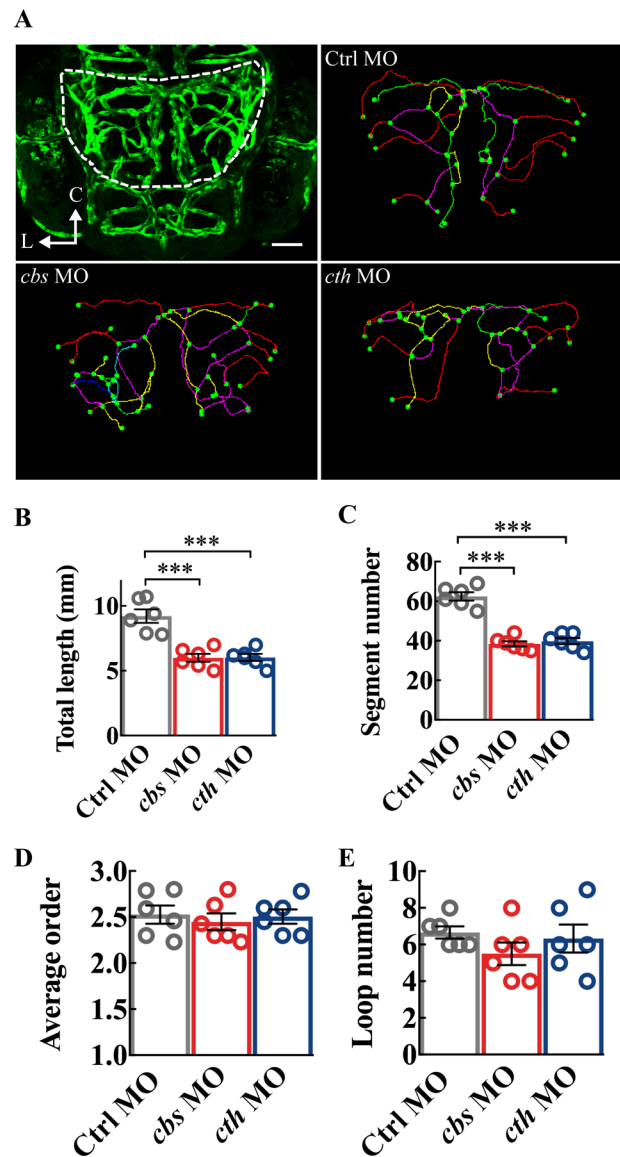 A
Ctrl MO
C
L
cbs MO
cth MO
B
C
***
***
***
***
Total length (mm)
10
5
0
Ctrl MO
cbs MO
cth MO
Segment number
80
60
40
20
0
Ctrl MO
cbs MO
cth MO
D
E
Average order
3.0
2.5
2.0
1.5
1.0
Ctrl MO
cbs MO
cth MO
Loop number
10
8
6
4
2
0
Ctrl MO
cbs MO
cth MO